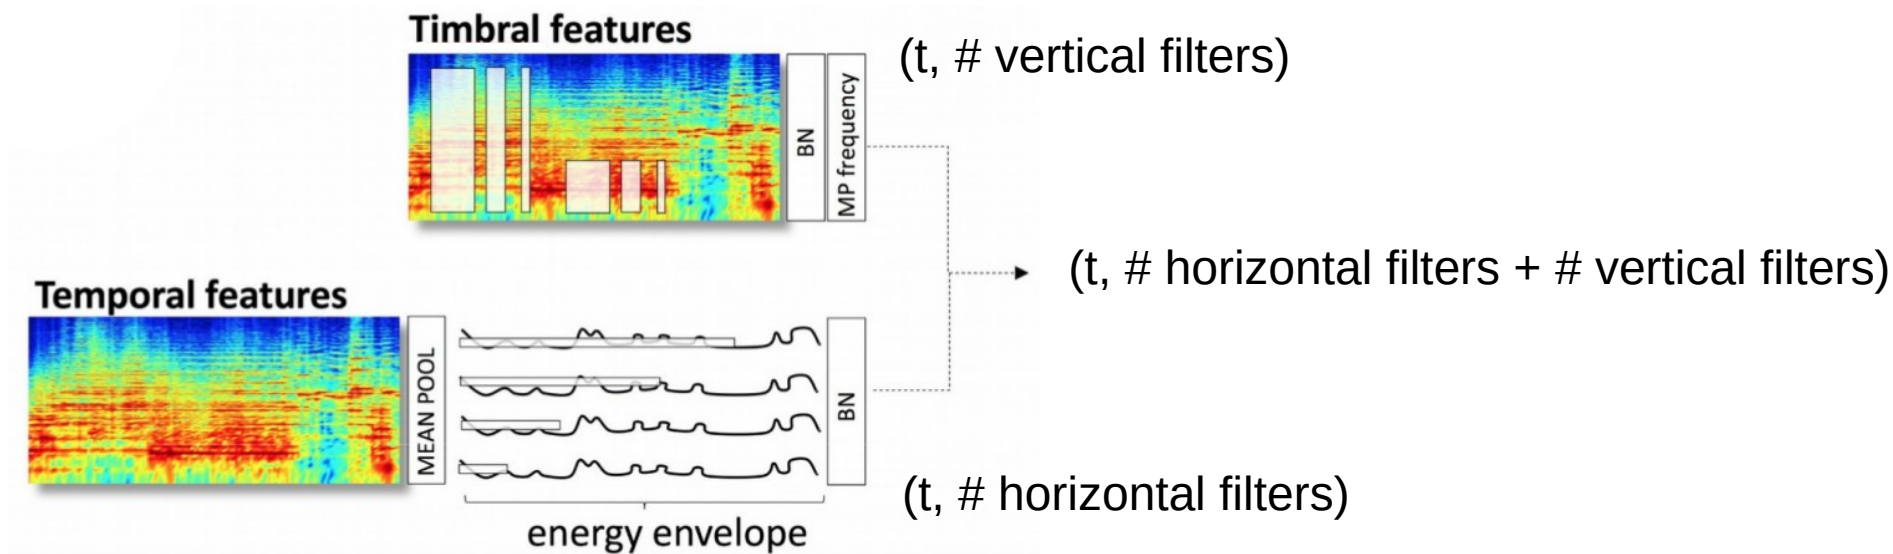 Timbral features
BN
MP frequency
(t, # vertical filters)
(t, # horizontal filters + # vertical filters)
Temporal features
MEAN POOL
BN
energy envelope
(t, # horizontal filters)